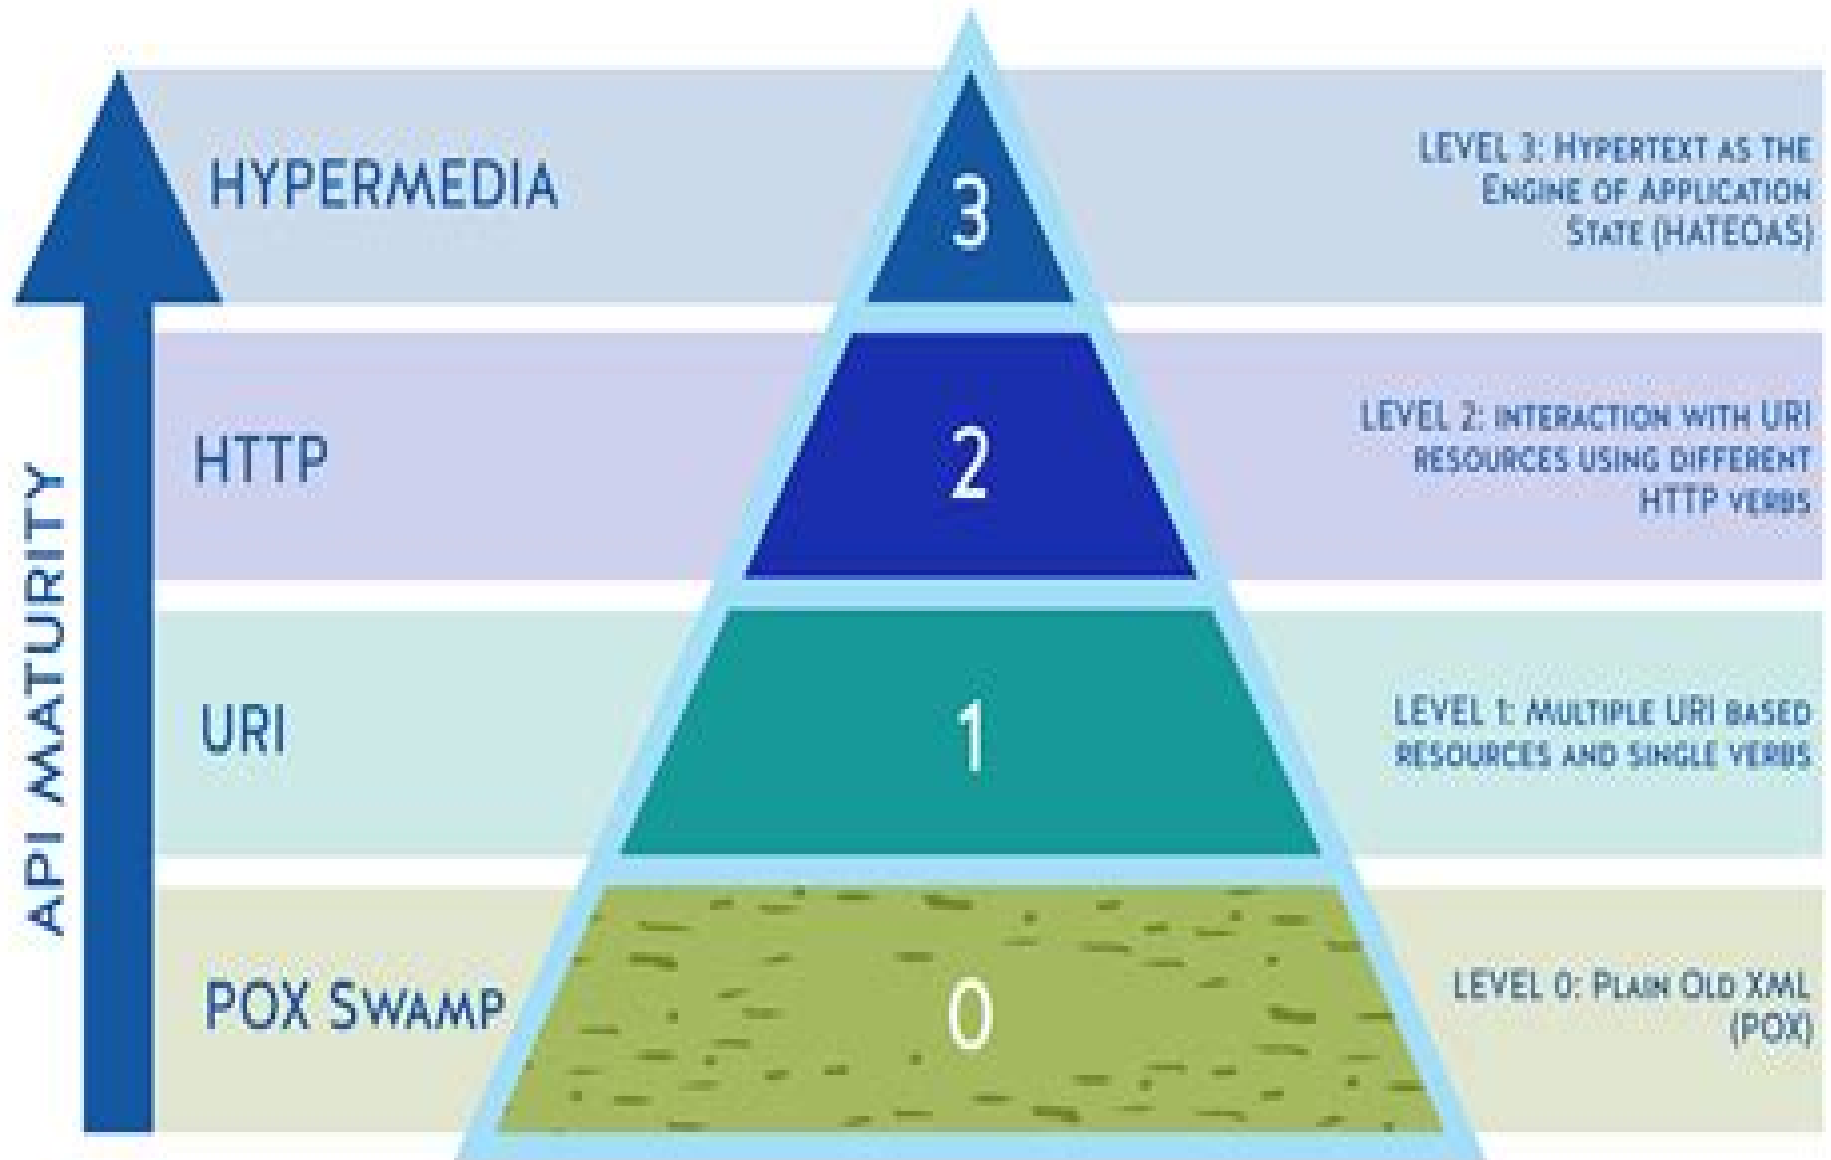 API MATURITY
HYPERMEDIA
3
LEVEL 3: HYPERTEXT AS THE
ENGINE OF APPLICATION
STATE (HATEOAS)
HTTP
2
LEVEL 2: INTERACTION WITH URI
RESOURCES USING DIFFERENT
HTTP VERBS
URI
1
LEVEL 1: MULTIPLE URI BASED
RESOURCES AND SINGLE VERBS
POX SWAMP
0
LEVEL 0: PLAIN OLD XML
(POX)